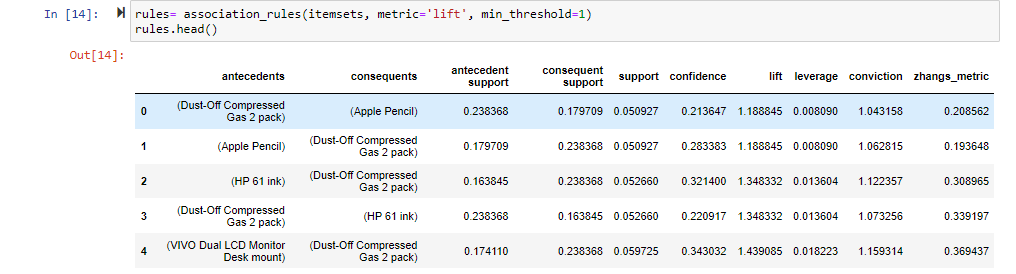 In [14]: rules= association_rules(itemsets, metric='lift', min_threshold=1)
rules.head()
Out[14]:
antecedents consequents antecedent support consequent support support confidence lift leverage conviction zhangs_metric
0 (Dust-Off Compressed Gas 2 pack) (Apple Pencil) 0.238368 0.179709 0.050927 0.213647 1.188845 0.008090 1.043158 0.208562
1 (Apple Pencil) (Dust-Off Compressed Gas 2 pack) 0.179709 0.238368 0.050927 0.283383 1.188845 0.008090 1.062815 0.193648
2 (HP 61 ink) (Dust-Off Compressed Gas 2 pack) 0.163845 0.238368 0.052660 0.321400 1.348332 0.013604 1.122357 0.308965
3 (Dust-Off Compressed Gas 2 pack) (HP 61 ink) 0.238368 0.163845 0.052660 0.220917 1.348332 0.013604 1.073256 0.339197
4 (VIVO Dual LCD Monitor Desk mount) (Dust-Off Compressed Gas 2 pack) 0.174110 0.238368 0.059725 0.343032 1.439085 0.018223 1.159314 0.369437